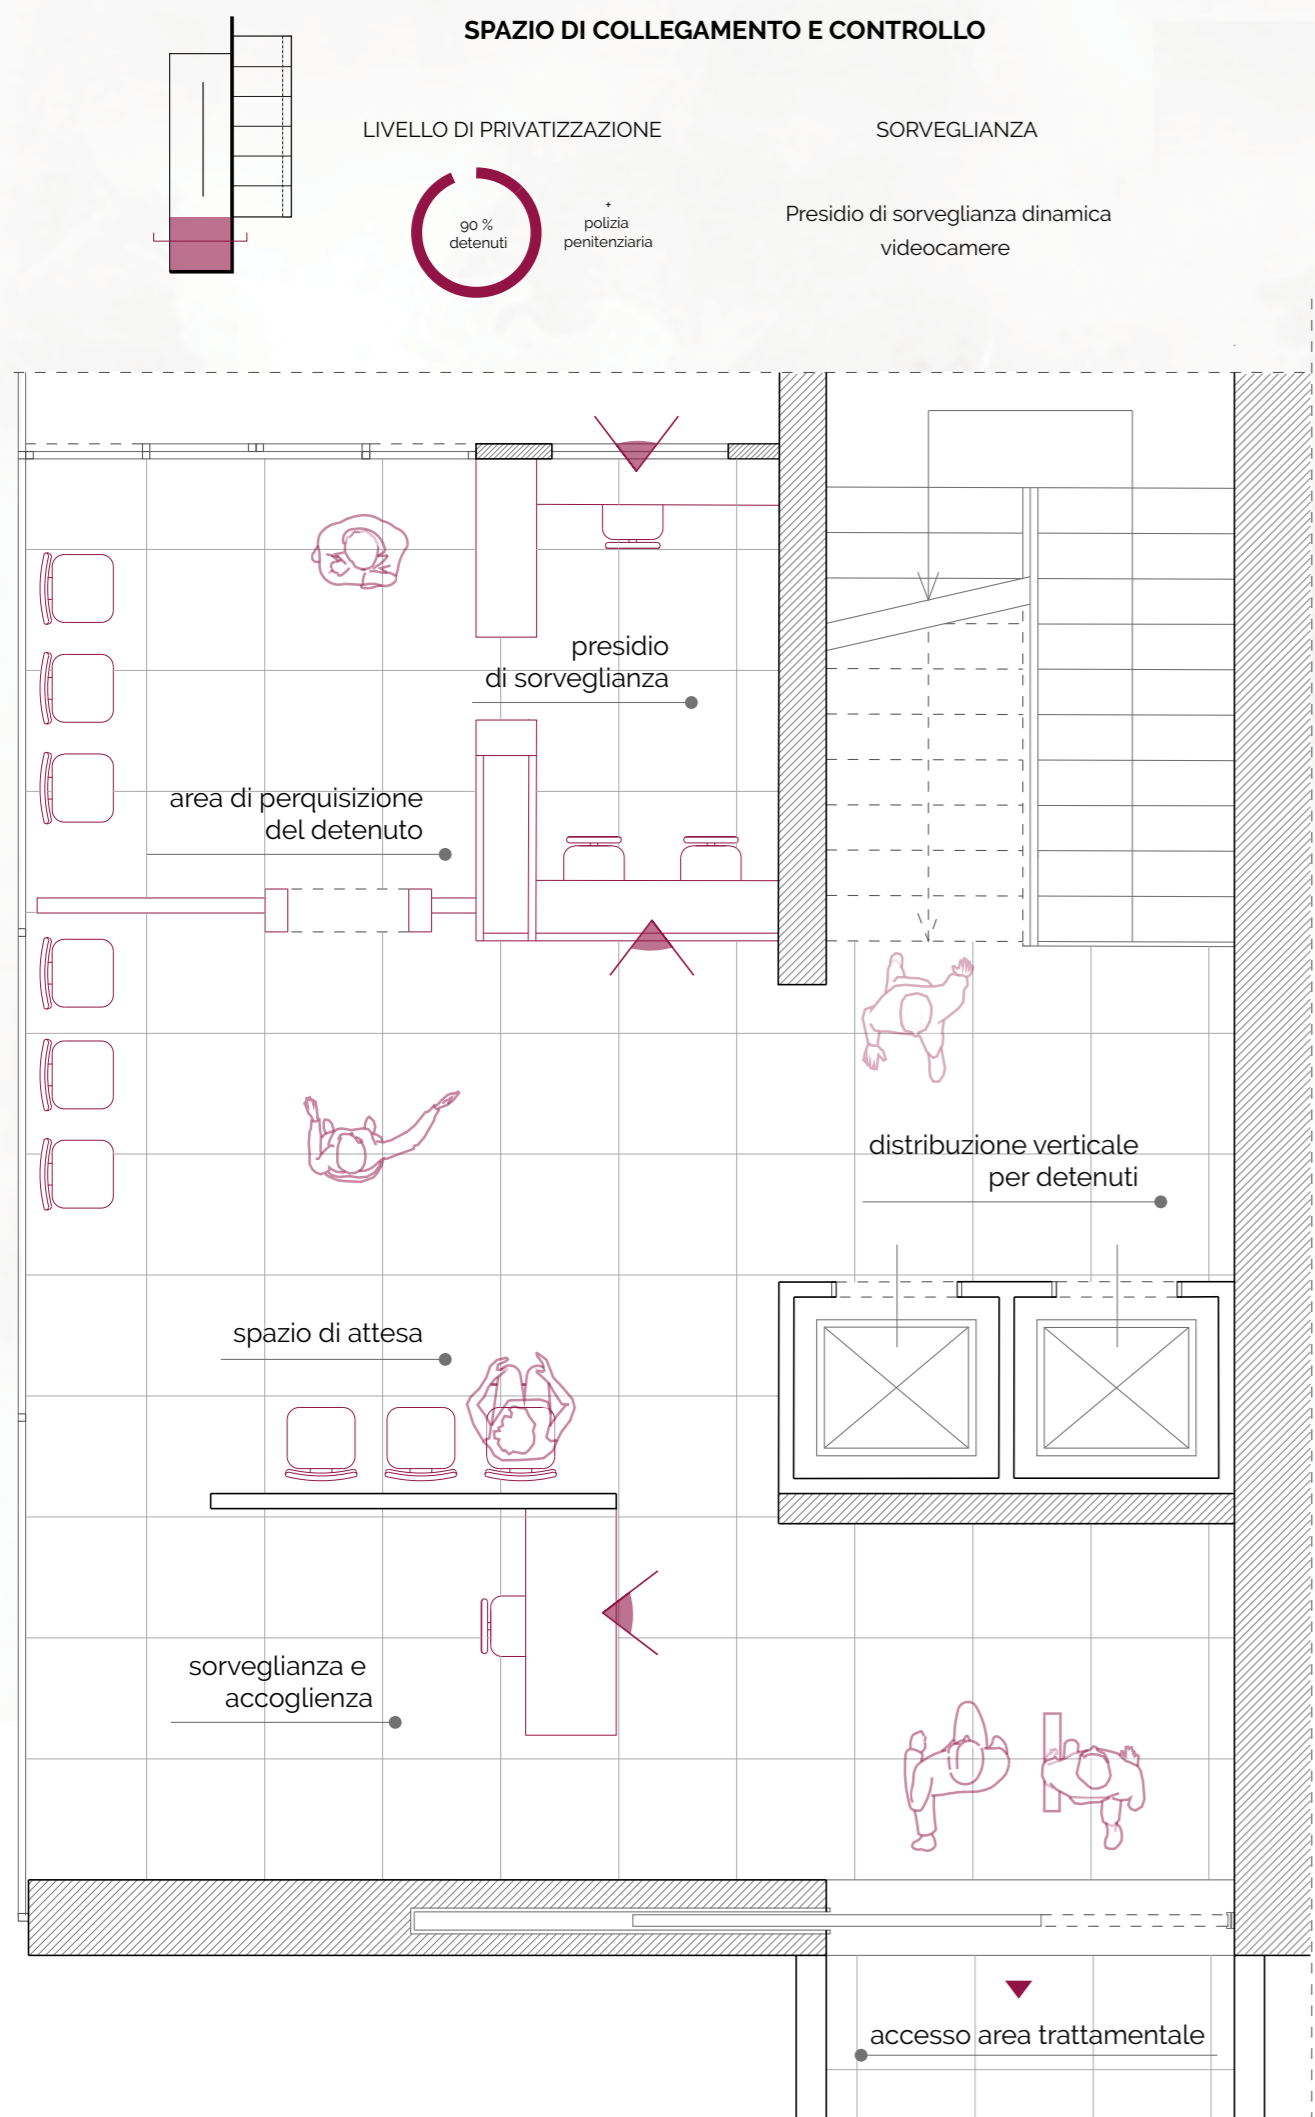 SPAZIO DI COLLEGAMENTO E CONTROLLO
LIVELLO DI PRIVATIZZAZIONE
90 %
detenuti
+
polizia
penitenziaria
SORVEGLIANZA
Presidio di sorveglianza dinamica
videocamere
presidio
di sorveglianza
area di perquisizione
del detenuto
distribuzione verticale
per detenuti
spazio di attesa
sorveglianza e
accoglienza
accesso area trattamentale